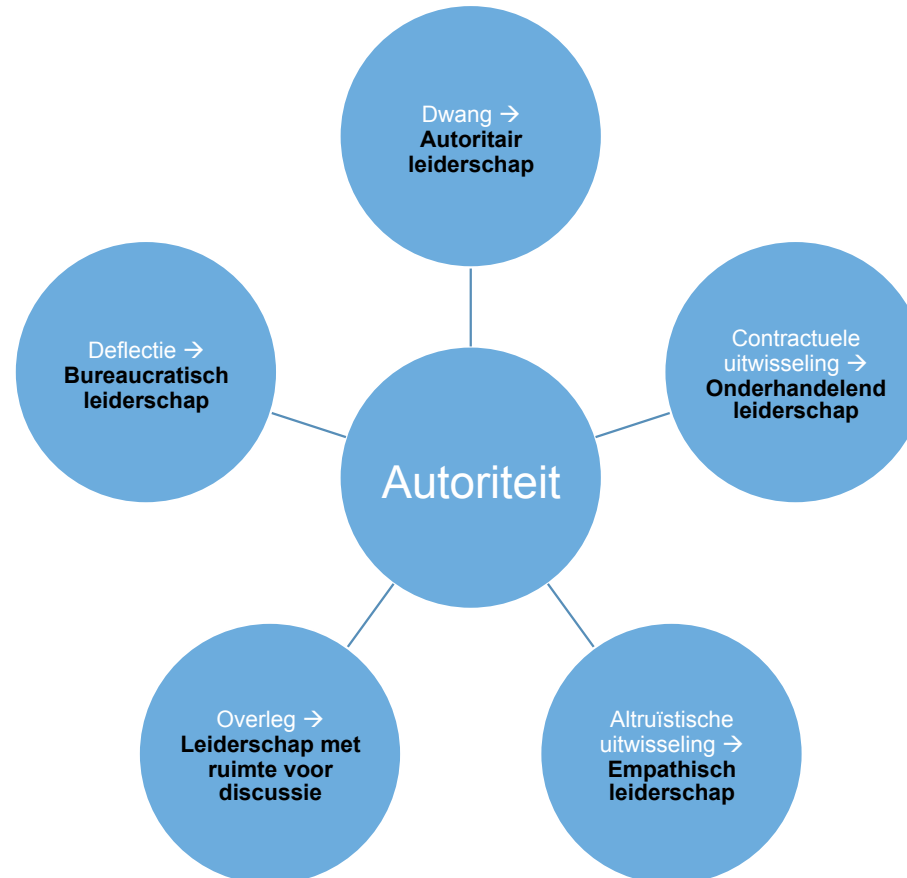 Dwang →
Autoritair
leiderschap
Contractuele
uitwisseling →
Onderhandelend
leiderschap
Altruïstische
uitwisseling →
Empathisch
leiderschap
Overleg →
Leiderschap met
ruimte voor
discussie
Deflectie →
Bureaucratisch
leiderschap
Autoriteit